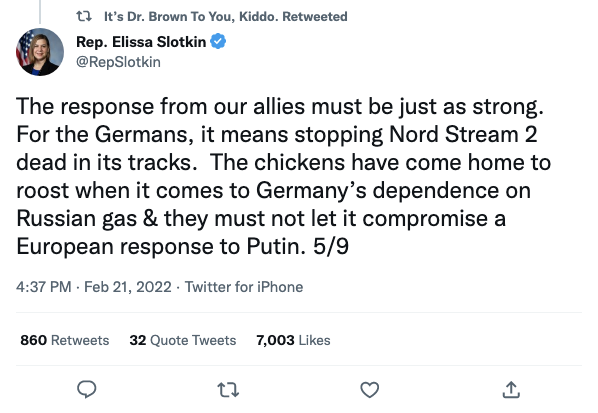 It's Dr. Brown To You, Kiddo. Retweeted
Rep. Elissa Slotkin
@RepSlotkin
The response from our allies must be just as strong.
For the Germans, it means stopping Nord Stream 2
dead in its tracks.  The chickens have come home to
roost when it comes to Germany's dependence on
Russian gas & they must not let it compromise a
European response to Putin. 5/9
4:37 PM · Feb 21, 2022 · Twitter for iPhone
860 Retweets 32 Quote Tweets 7,003 Likes